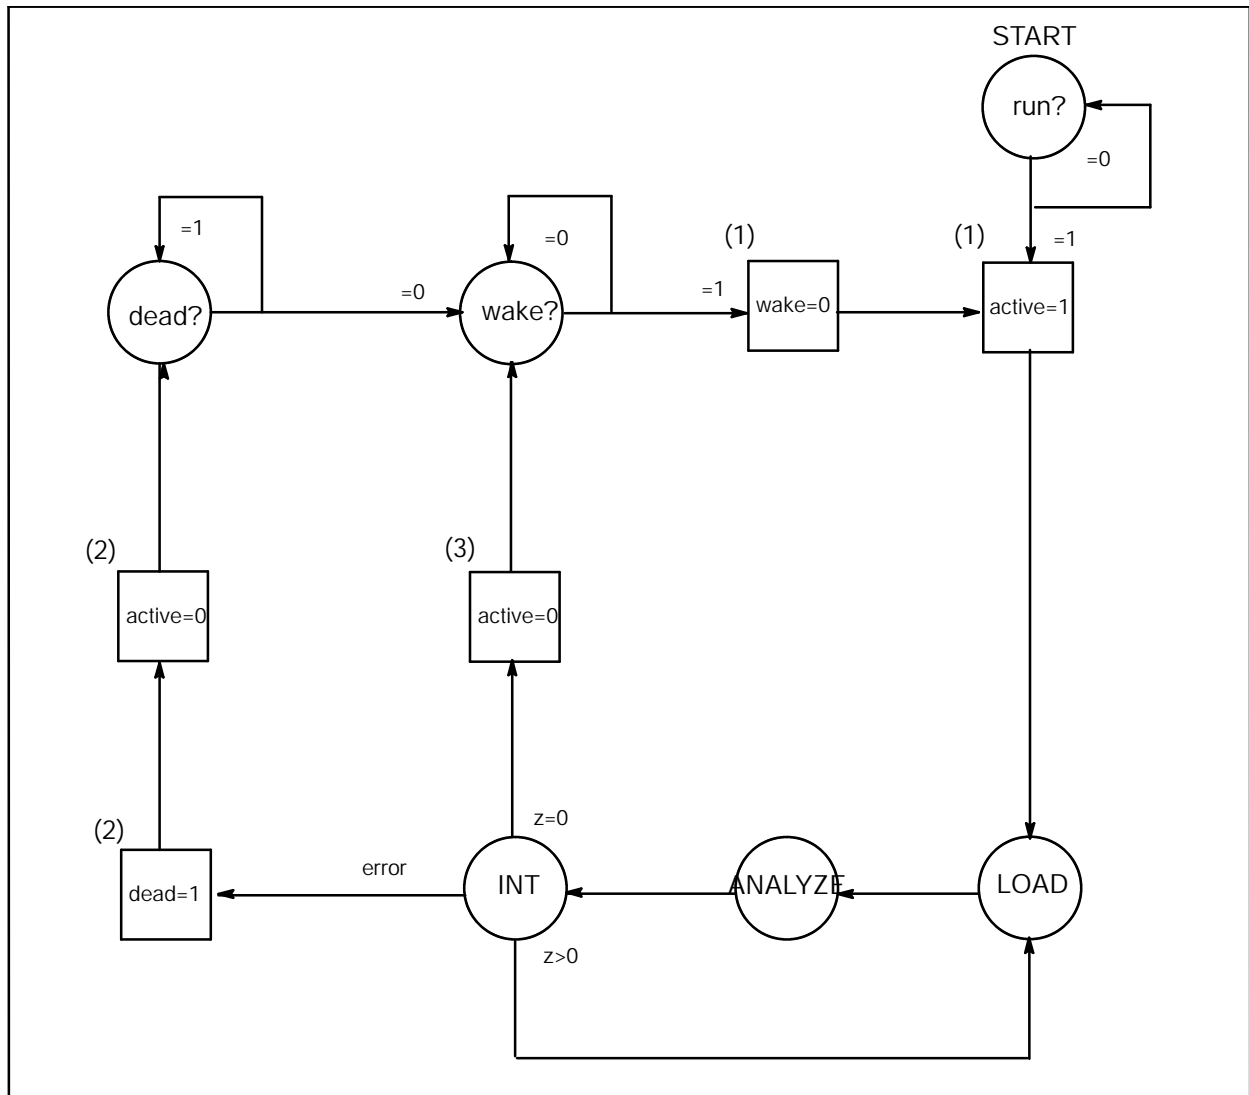 START
run?
=0
=1
(1)
(1)
=1
=0
dead?
=0
wake?
=1
wake=0
active=1
(2)
(3)
active=0
active=0
(2)
z=0
error
dead=1
INT
ANALYZE
LOAD
z>0